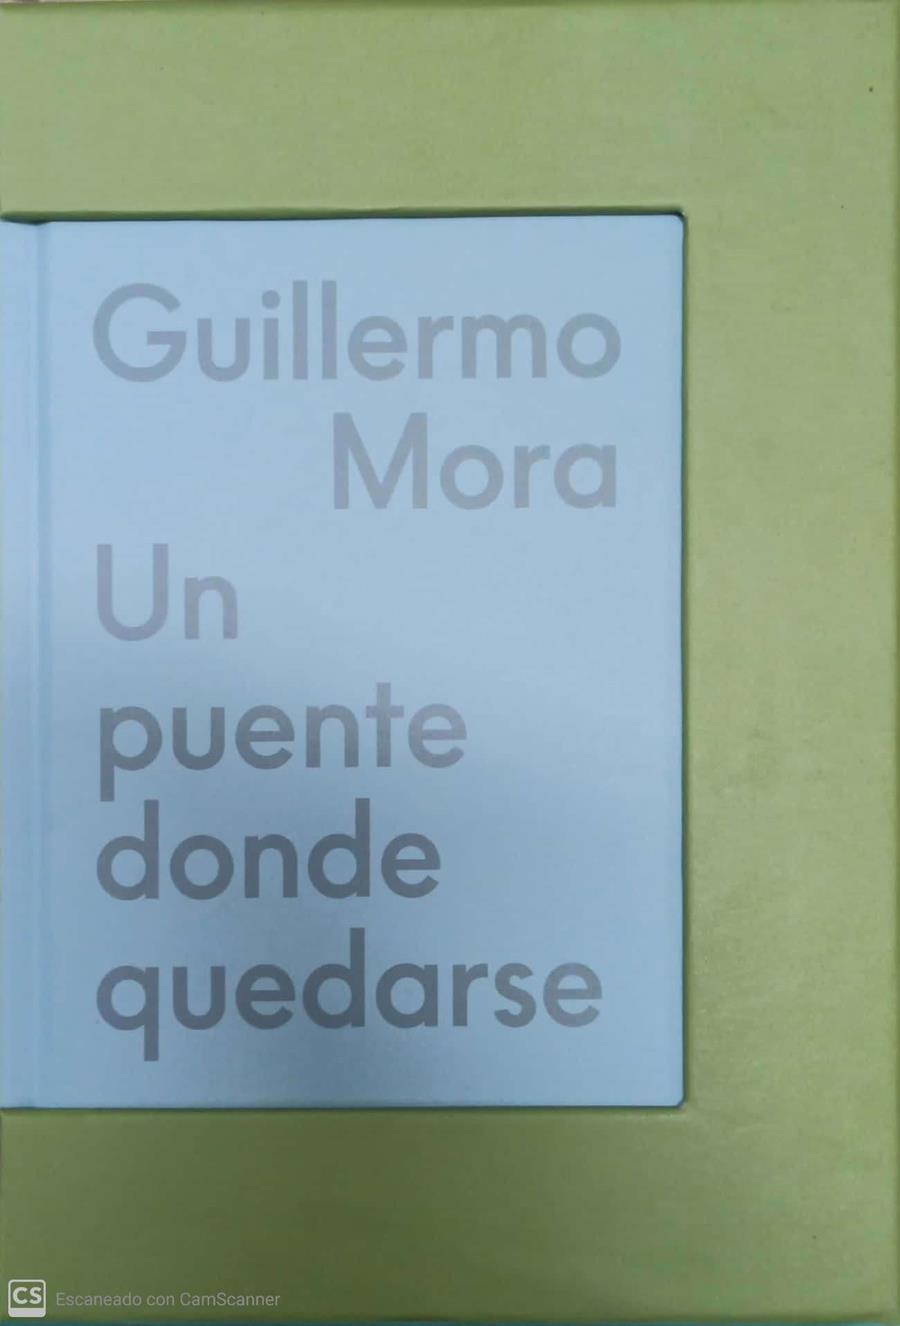 Guillermo
Mora
Un
puente
donde
quedarse
CS Escaneado con CamScanner